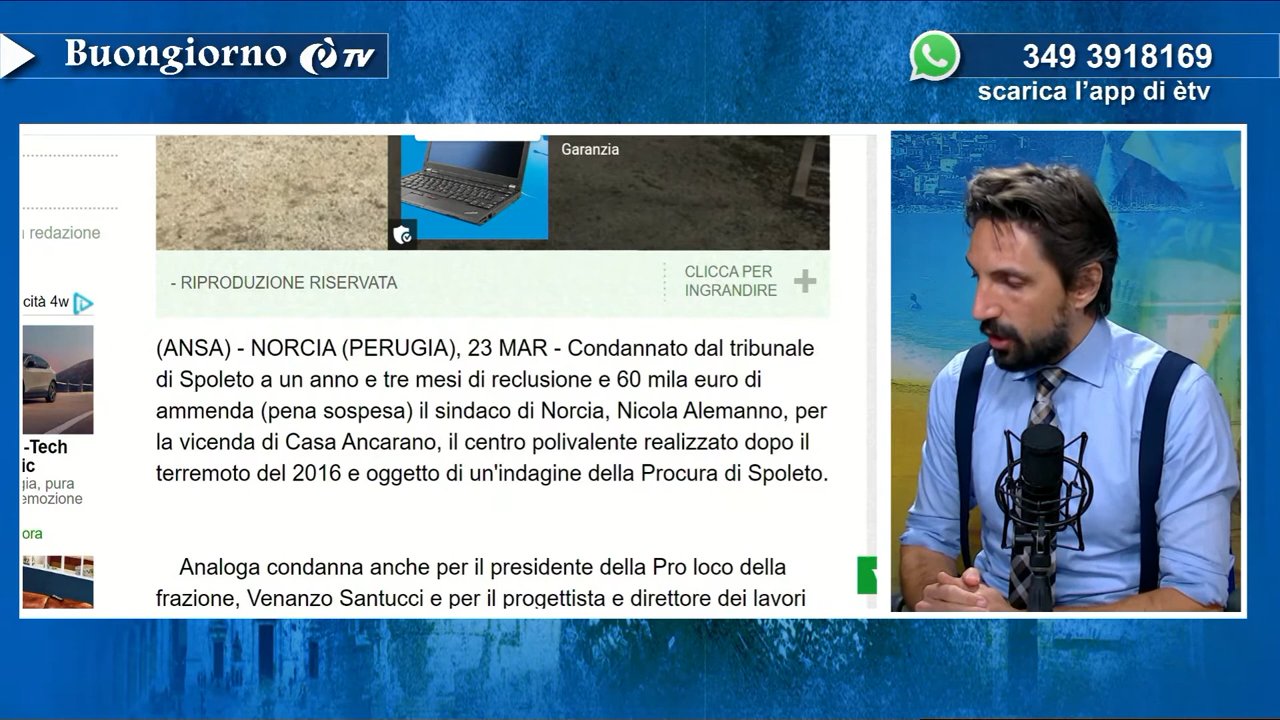 Buongiorno è TV
349 3918169
scarica l'app di ètv
Garanzia
redazione
- RIPRODUZIONE RISERVATA
CLICCA PER
INGRANDIRE
cità 4w
(ANSA) - NORCIA (PERUGIA), 23 MAR - Condannato dal tribunale
di Spoleto a un anno e tre mesi di reclusione e 60 mila euro di
ammenda (pena sospesa) il sindaco di Norcia, Nicola Alemanno, per
la vicenda di Casa Ancarano, il centro polivalente realizzato dopo il
terremoto del 2016 e oggetto di un'indagine della Procura di Spoleto.
-Tech
ic
gia, pura
emozione
ora
Analoga condanna anche per il presidente della Pro loco della
frazione, Venanzo Santucci e per il progettista e direttore dei lavori